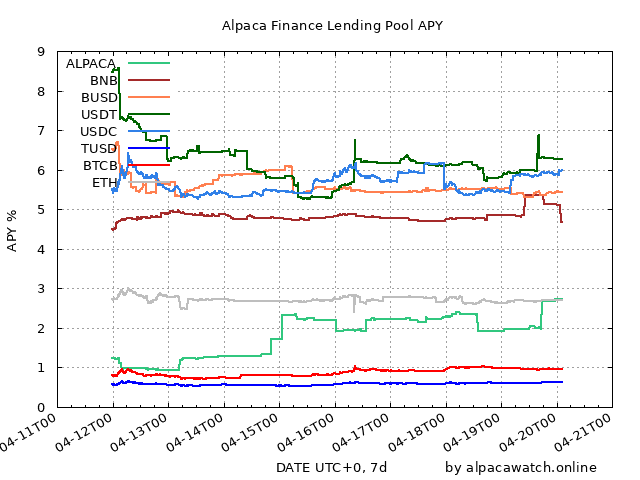 Alpaca Finance Lending Pool APY
9
8
7
6
5
4
3
2
1
0
APY %
ALPACA
BNB
BUSD
USDT
USDC
TUSD
BTCB
ETH
04-11T00
04-12T00
04-13T00
04-14T00
04-15T00
04-16T00
04-17T00
04-18T00
04-19T00
04-20T00
04-21T00
DATE UTC+0, 7d
by alpacawatch.online